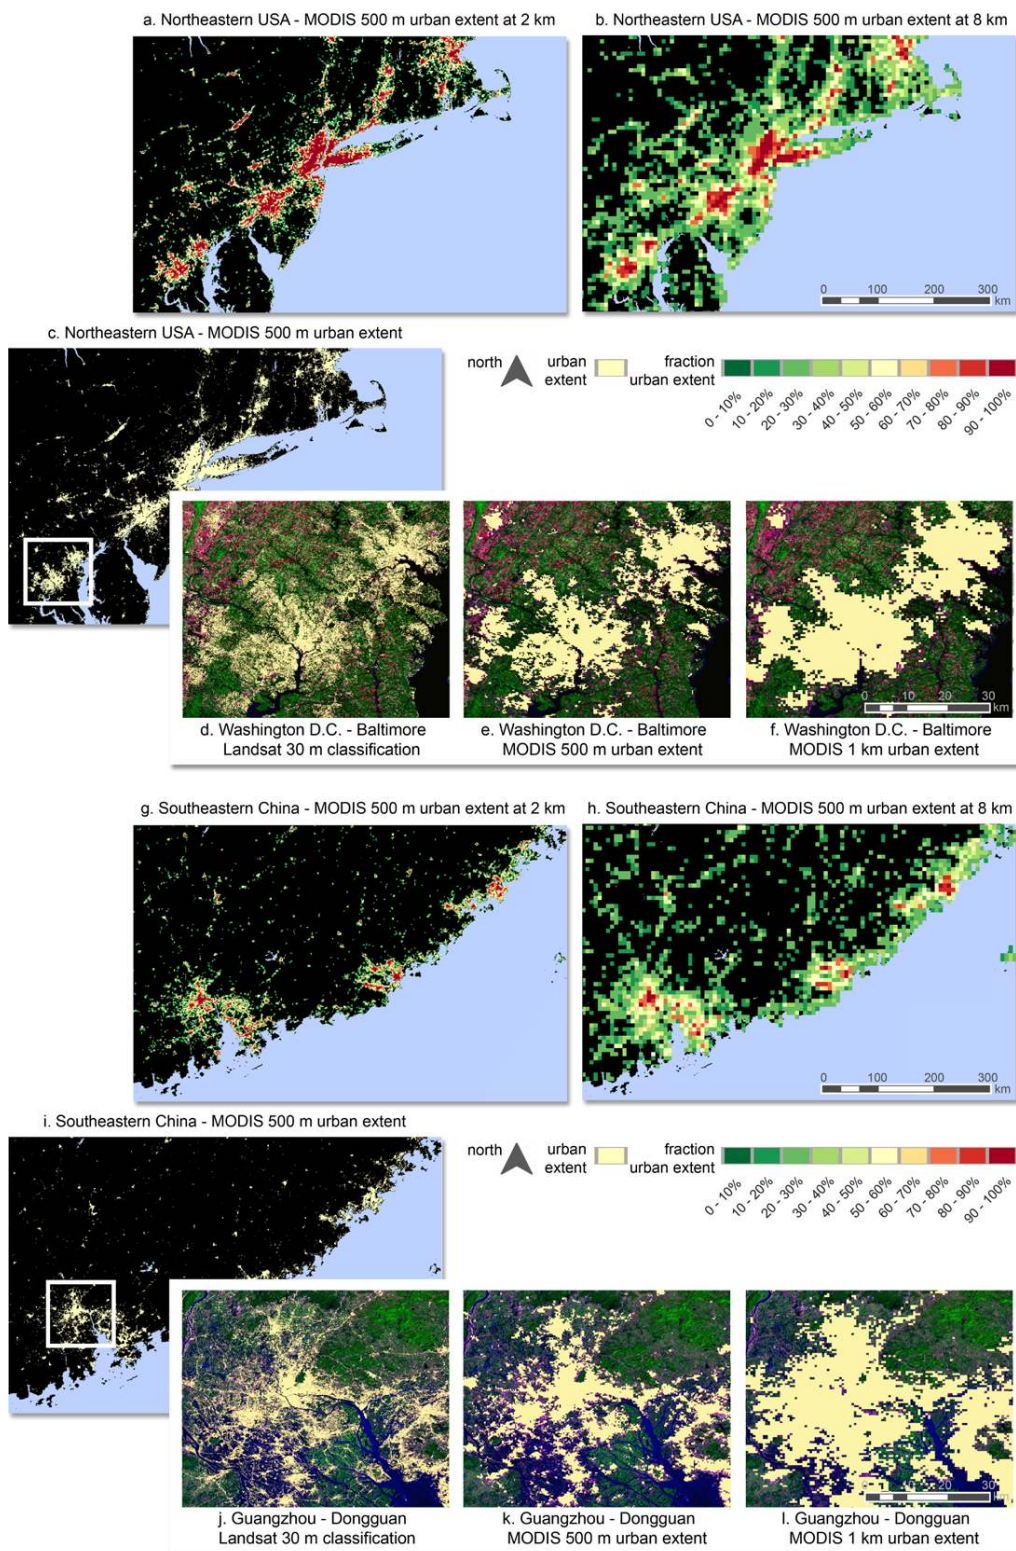 a. Northeastern USA - MODIS 500 m urban extent at 2 km
b. Northeastern USA - MODIS 500 m urban extent at 8 km
0 100 200 300
km
c. Northeastern USA - MODIS 500 m urban extent
north
urban
extent
fraction
urban extent
0 - 10%
10 - 20%
20 - 30%
30 - 40%
40 - 50%
50 - 60%
60 - 70%
70 - 80%
80 - 90%
90 - 100%
0 10 20 30
km
d. Washington D.C. - Baltimore
Landsat 30 m classification
e. Washington D.C. - Baltimore
MODIS 500 m urban extent
f. Washington D.C. - Baltimore
MODIS 1 km urban extent
g. Southeastern China - MODIS 500 m urban extent at 2 km
h. Southeastern China - MODIS 500 m urban extent at 8 km
0 100 200 300
km
i. Southeastern China - MODIS 500 m urban extent
north
urban
extent
fraction
urban extent
0 - 10%
10 - 20%
20 - 30%
30 - 40%
40 - 50%
50 - 60%
60 - 70%
70 - 80%
80 - 90%
90 - 100%
0 10 20 30
km
j. Guangzhou - Dongguan
Landsat 30 m classification
k. Guangzhou - Dongguan
MODIS 500 m urban extent
l. Guangzhou - Dongguan
MODIS 1 km urban extent